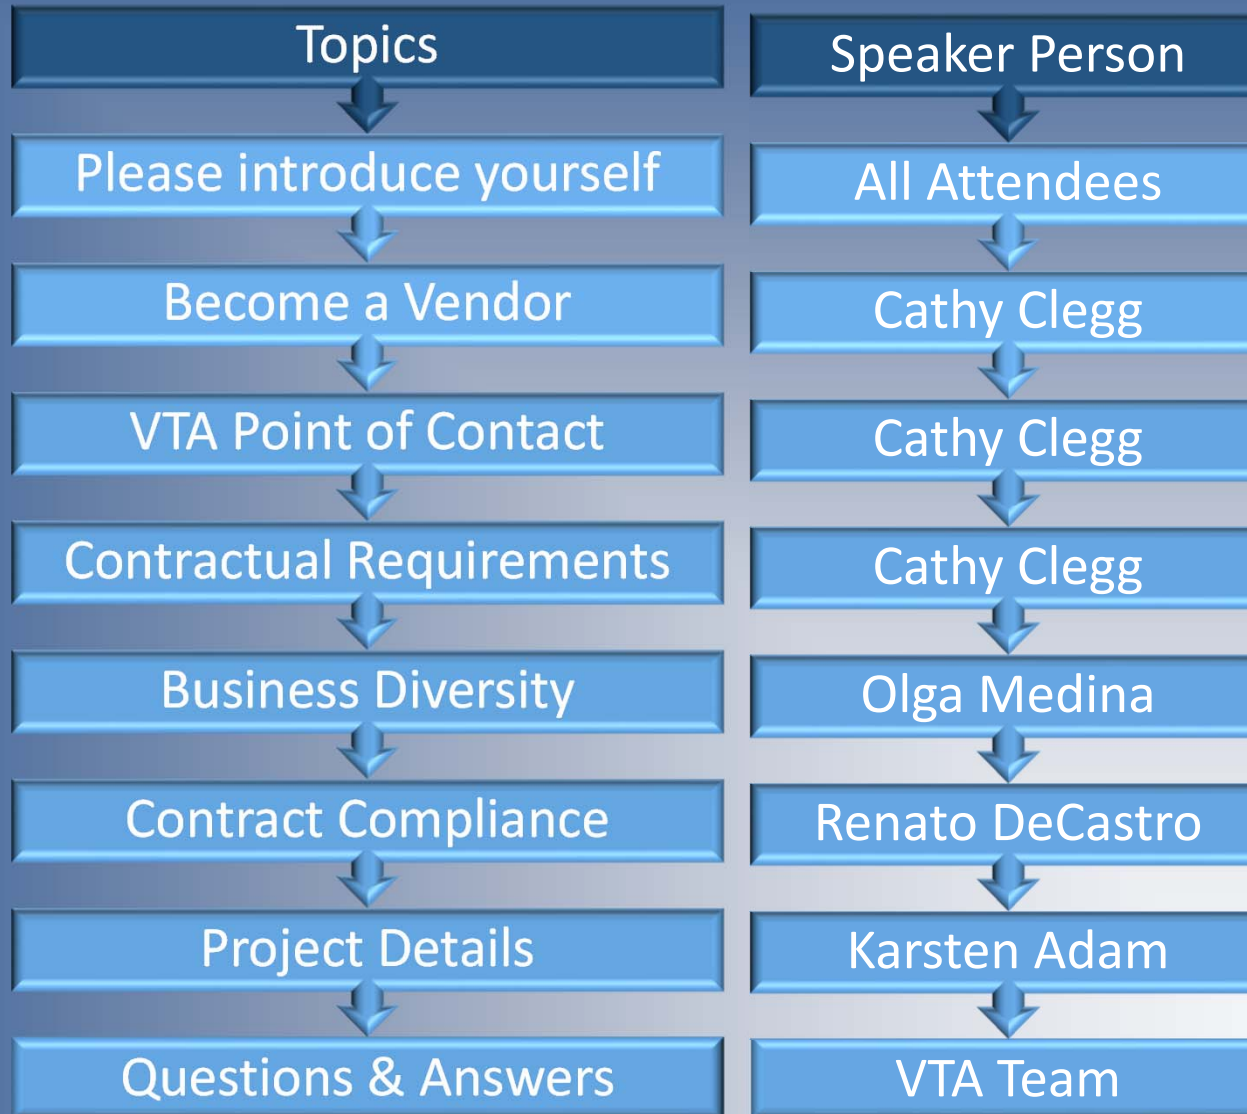 Topics
Speaker Person
Please introduce yourself
All Attendees
Become a Vendor
Cathy Clegg
VTA Point of Contact
Cathy Clegg
Contractual Requirements
Cathy Clegg
Business Diversity
Olga Medina
Contract Compliance
Renato DeCastro
Project Details
Karsten Adam
Questions & Answers
VTA Team